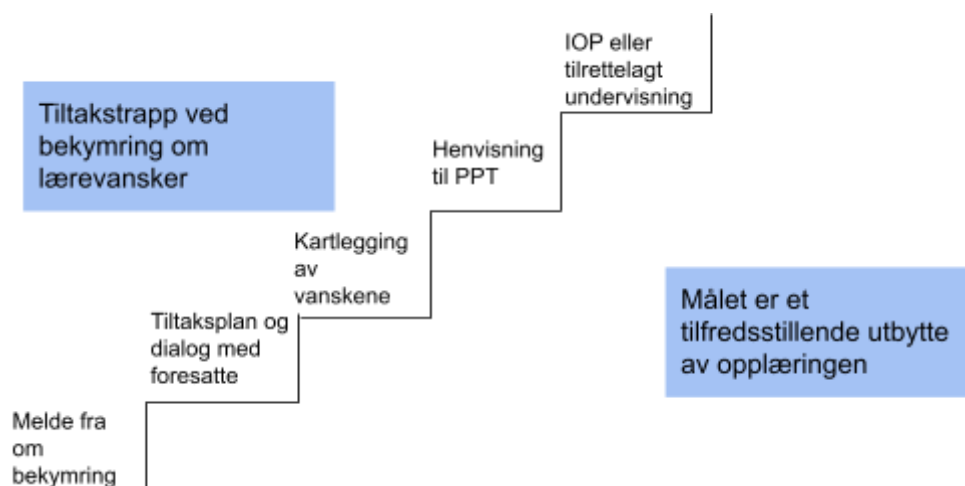 Tiltakstrapp ved
bekymring om
lærevansker
IOP eller
tilrettelagt
undervisning
Henvisning
til PPT
Kartlegging
av
vanskene
Tiltaksplan og
dialog med
foresatte
Melde fra
om
bekymring
Målet er et
tilfredsstillende utbytte
av opplæringen